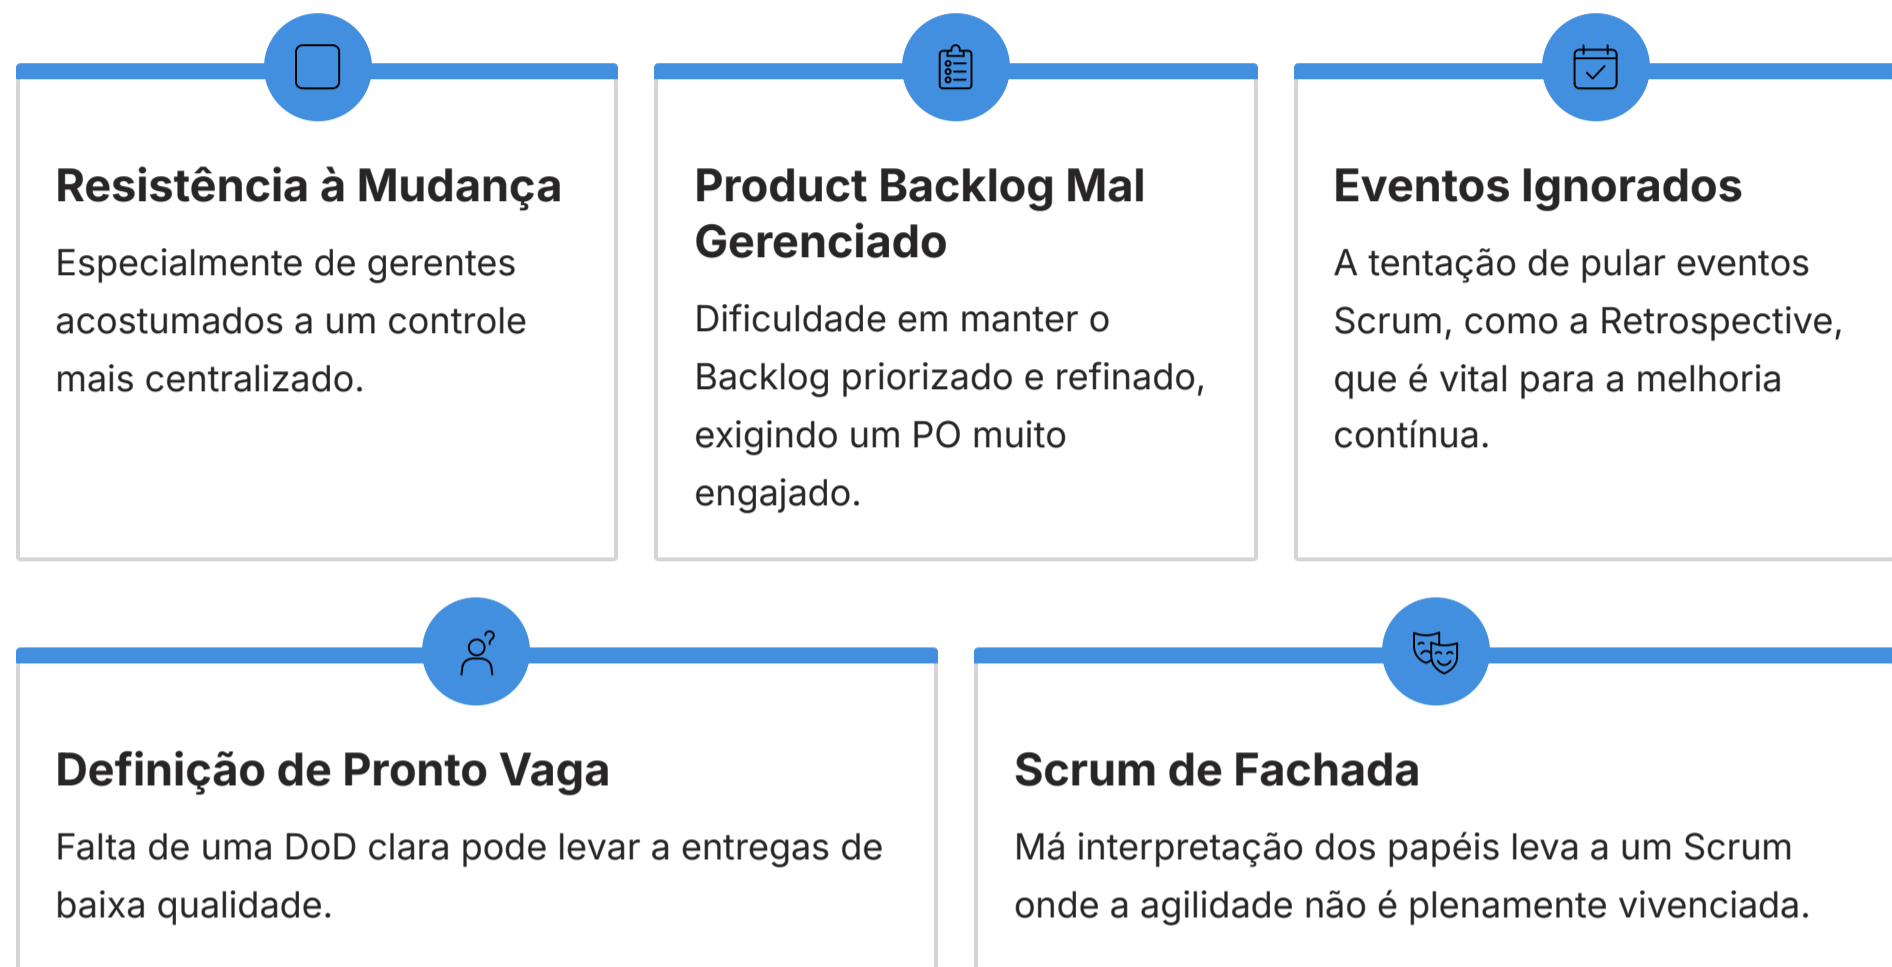 Resistência à Mudança
Especialmente de gerentes
acostumados a um controle
mais centralizado.
Product Backlog Mal
Gerenciado
Dificuldade em manter o
Backlog priorizado e refinado,
exigindo um PO muito
engajado.
Eventos Ignorados
A tentação de pular eventos
Scrum, como a Retrospective,
que é vital para a melhoria
contínua.
Definição de Pronto Vaga
Falta de uma DoD clara pode levar a entregas de
baixa qualidade.
Scrum de Fachada
Má interpretação dos papéis leva a um Scrum
onde a agilidade não é plenamente vivenciada.